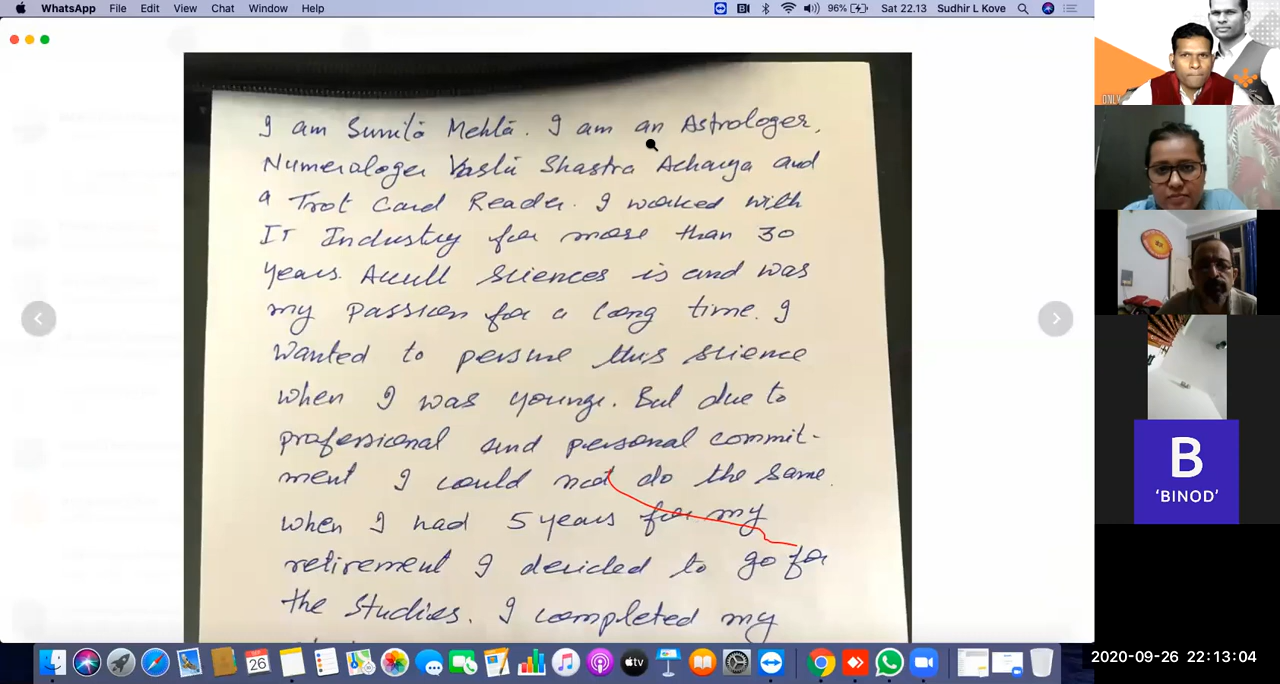 WhatsApp File Edit View Chat Window Help 96% Sat 22.13 Sudhir L Kove
ONLY
I am Sunita Mehta. I am an Astrologer,
Numerologer Vastu Shastra Acharya and
a Trot Card Reader. I worked with
IT Industry for more than 30
years. Accult Sciences is and was
my passion for a long time. I
wanted to persue this science
when I was younge. But due to
professional and personal commit-
ment I could not do the same.
When I had 5 years for my
retirement I decided to go for
the studies. I completed my
B
'BINOD'
SEP
26
tv
2020-09-26 22:13:04